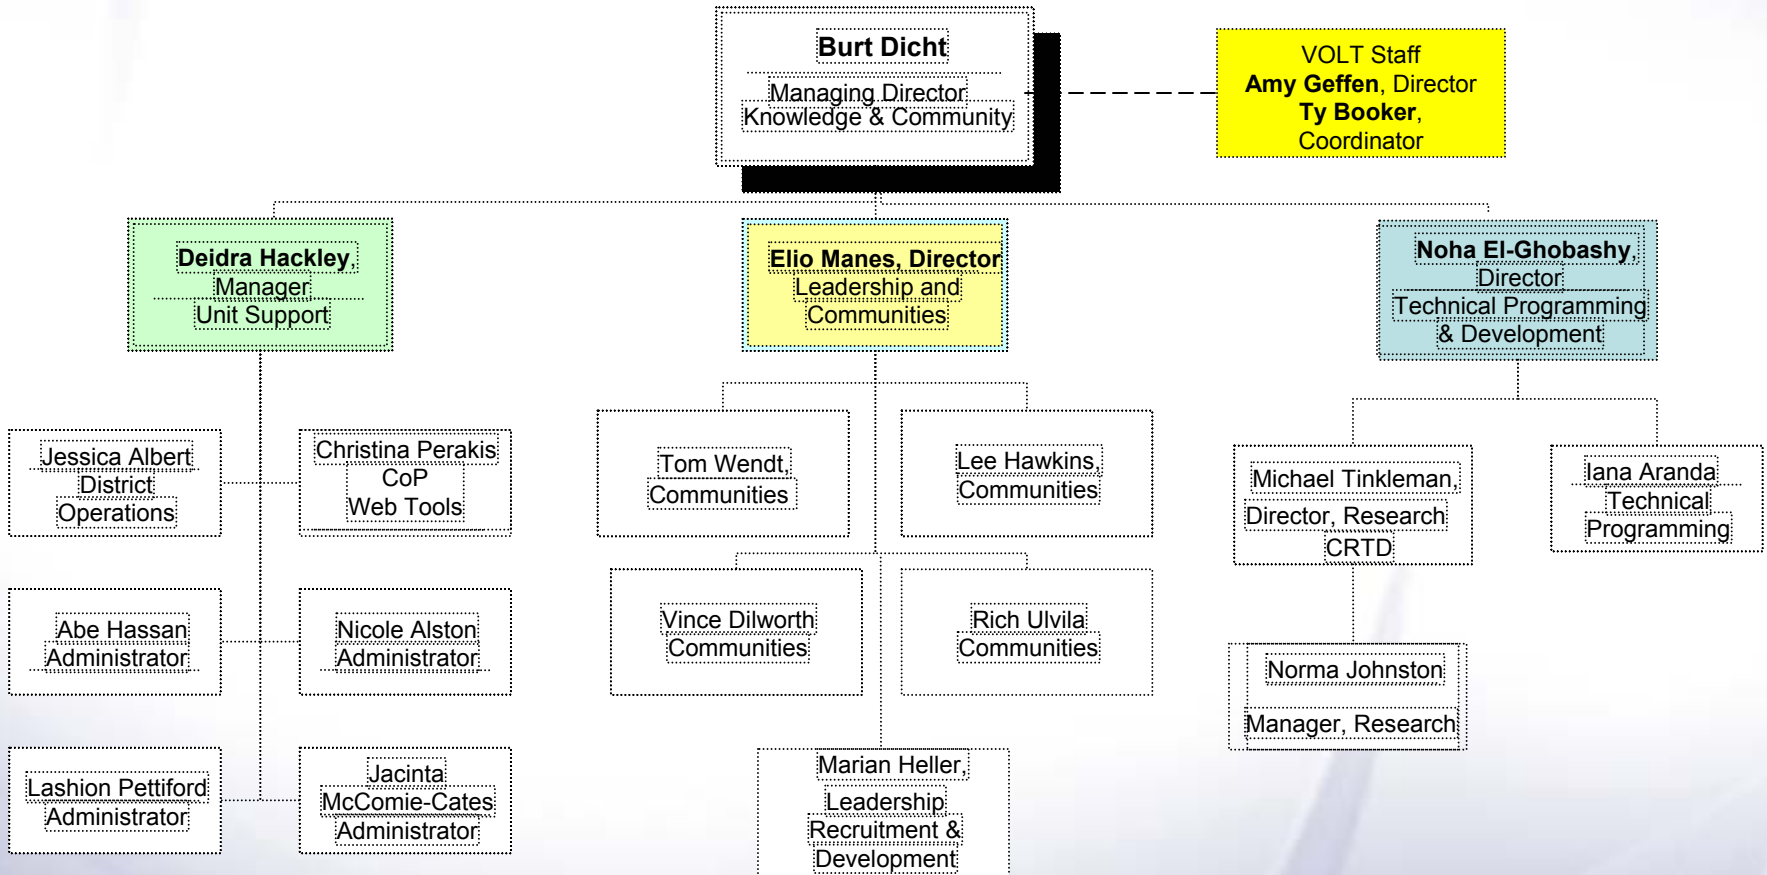 Burt Dicht
Managing Director
Knowledge & Community
VOLT Staff
Amy Geffen, Director
Ty Booker,
Coordinator
Deidra Hackley,
Manager
Unit Support
Elio Manes, Director
Leadership and
Communities
Noha El-Ghobashy,
Director
Technical Programming
& Development
Jessica Albert
District
Operations
Christina Perakis
CoP
Web Tools
Tom Wendt,
Communities
Lee Hawkins,
Communities
Michael Tinkleman,
Director, Research
CRTD
Iana Aranda
Technical
Programming
Abe Hassan
Administrator
Nicole Alston
Administrator
Vince Dilworth
Communities
Rich Ulvila
Communities
Norma Johnston
Manager, Research
Lashion Pettiford
Administrator
Jacinta
McComie-Cates
Administrator
Marian Heller,
Leadership
Recruitment &
Development